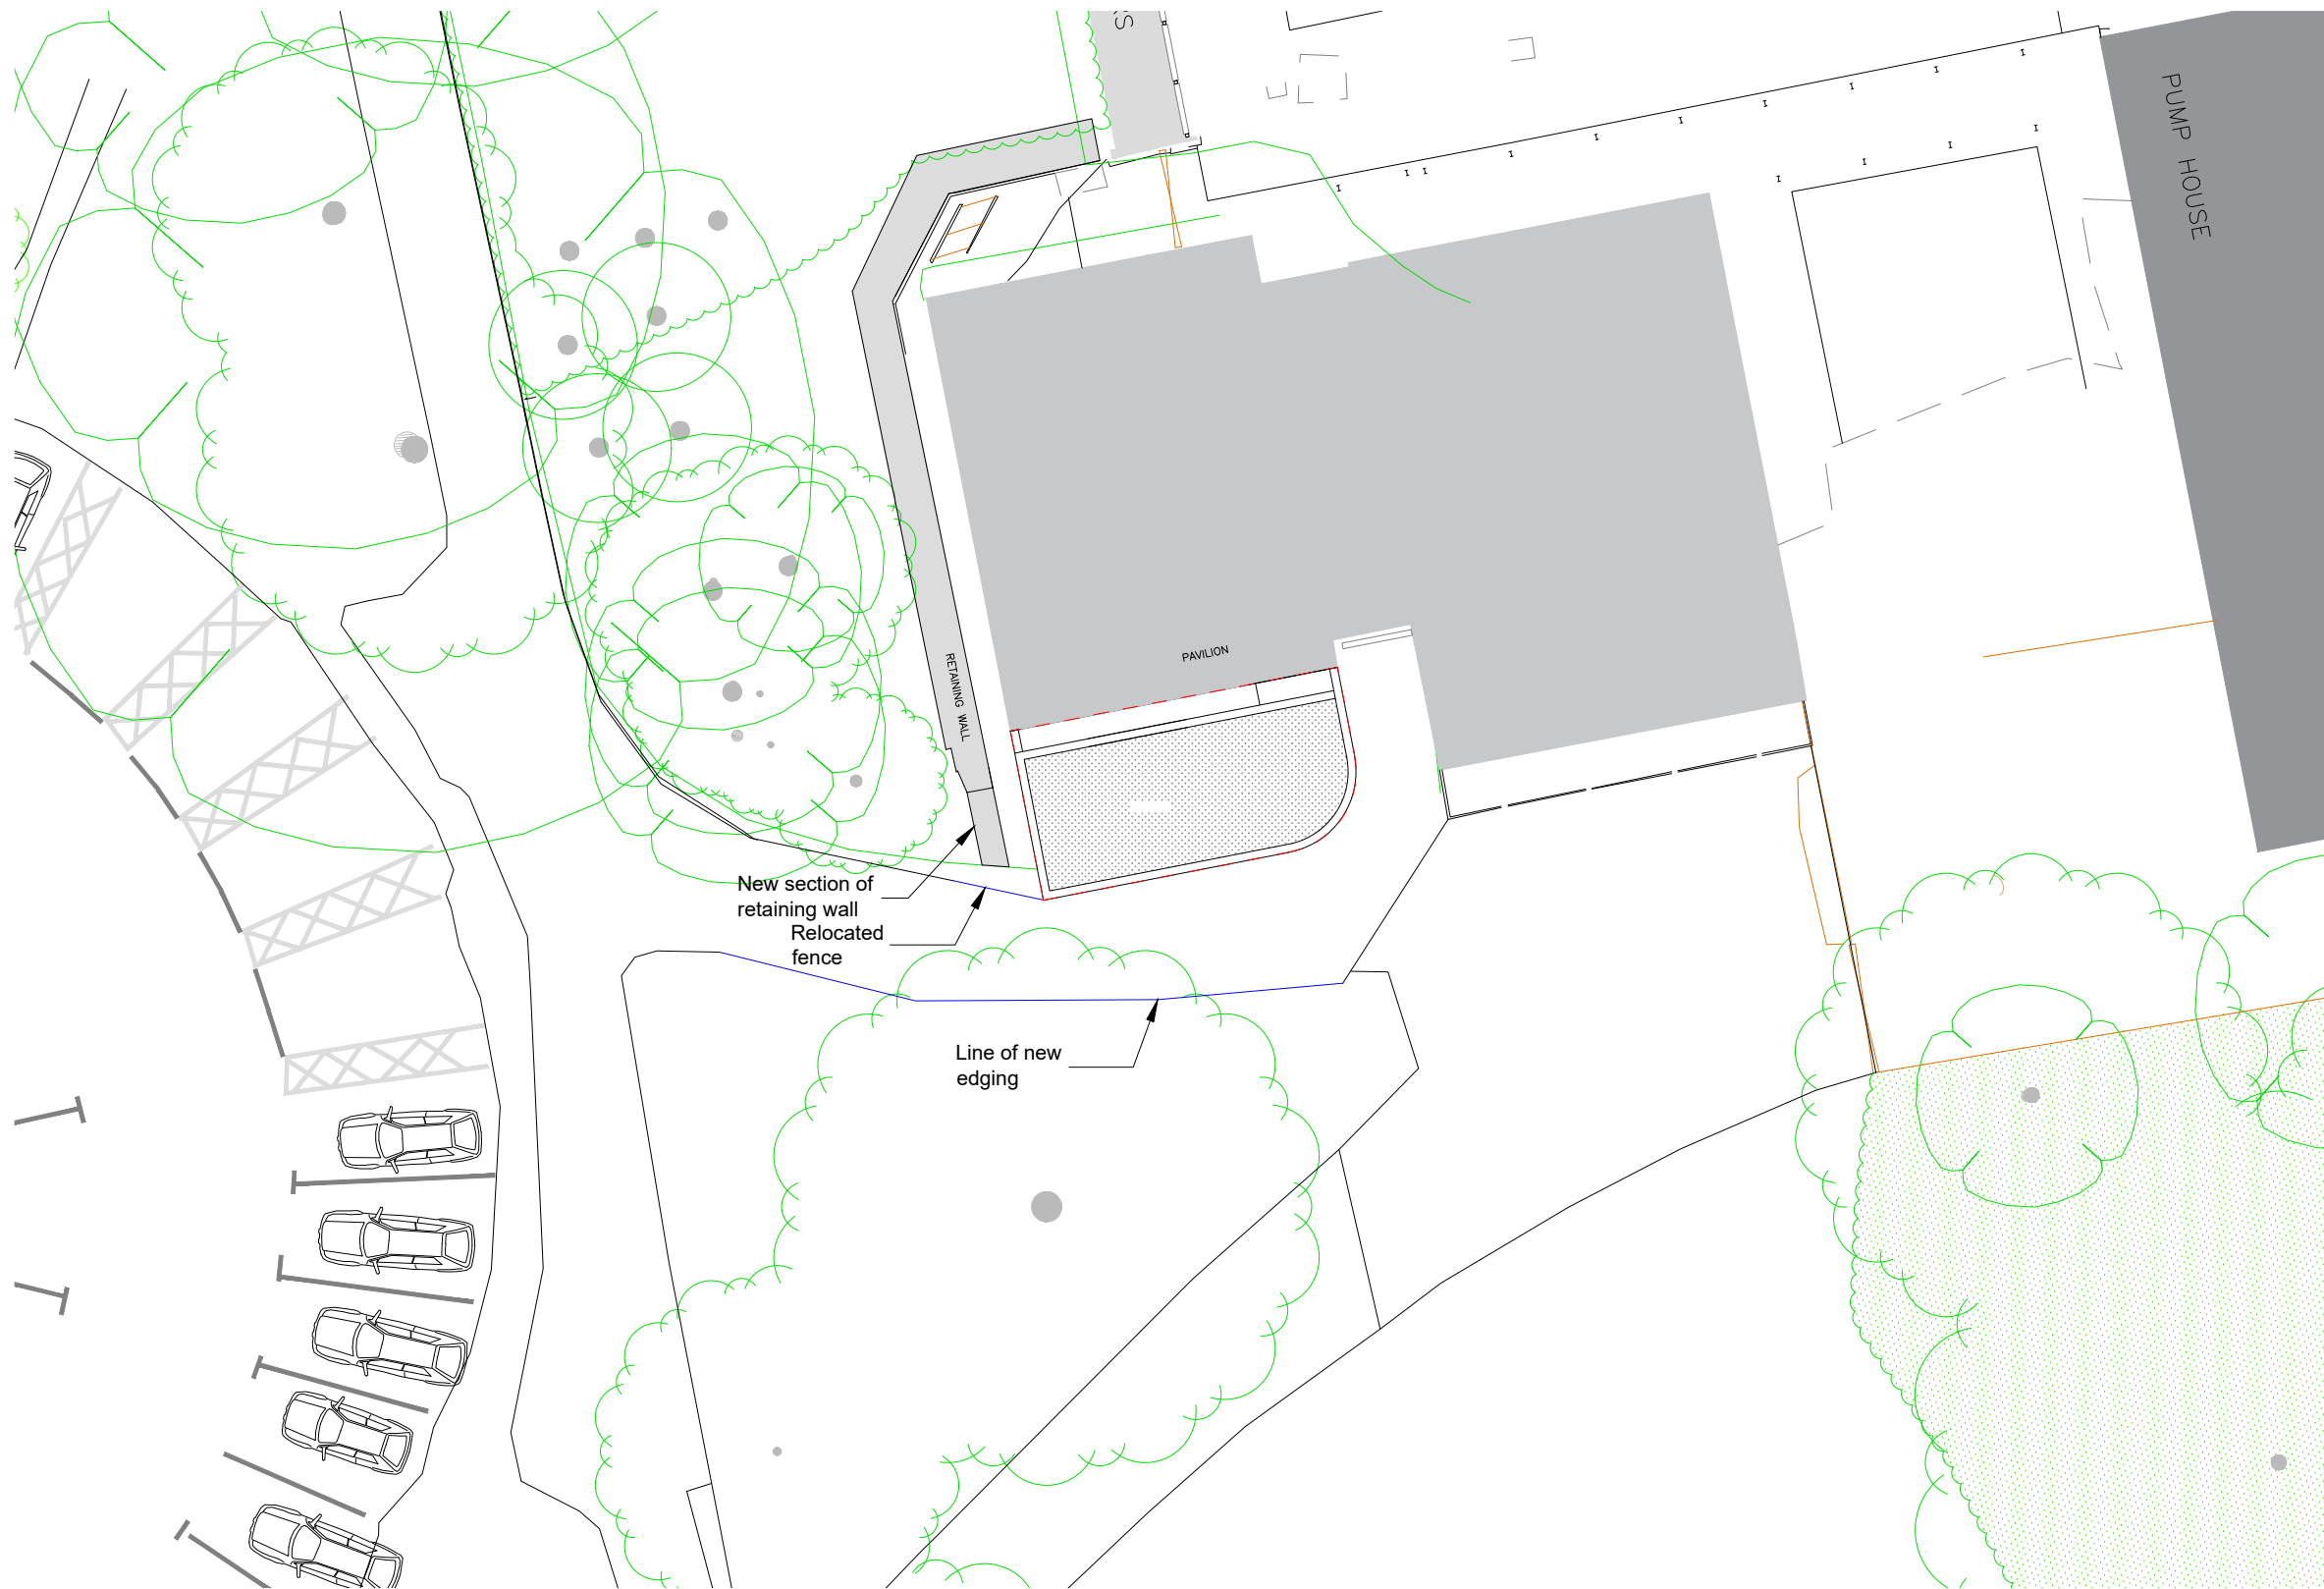 PUMP HOUSE
PAVILION
RETAINING WALL
New section of
retaining wall
Relocated
fence
Line of new
edging